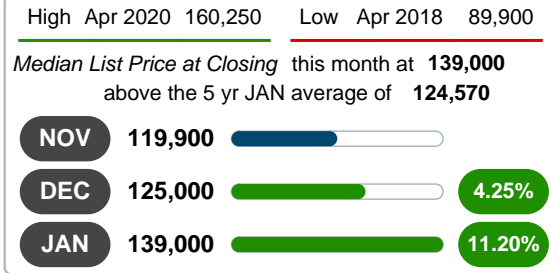 High Apr 2020 160,250 Low Apr 2018 89,900
Median List Price at Closing this month at 139,000
above the 5 yr JAN average of 124,570
NOV 119,900
DEC 125,000 4.25%
JAN 139,000 11.20%